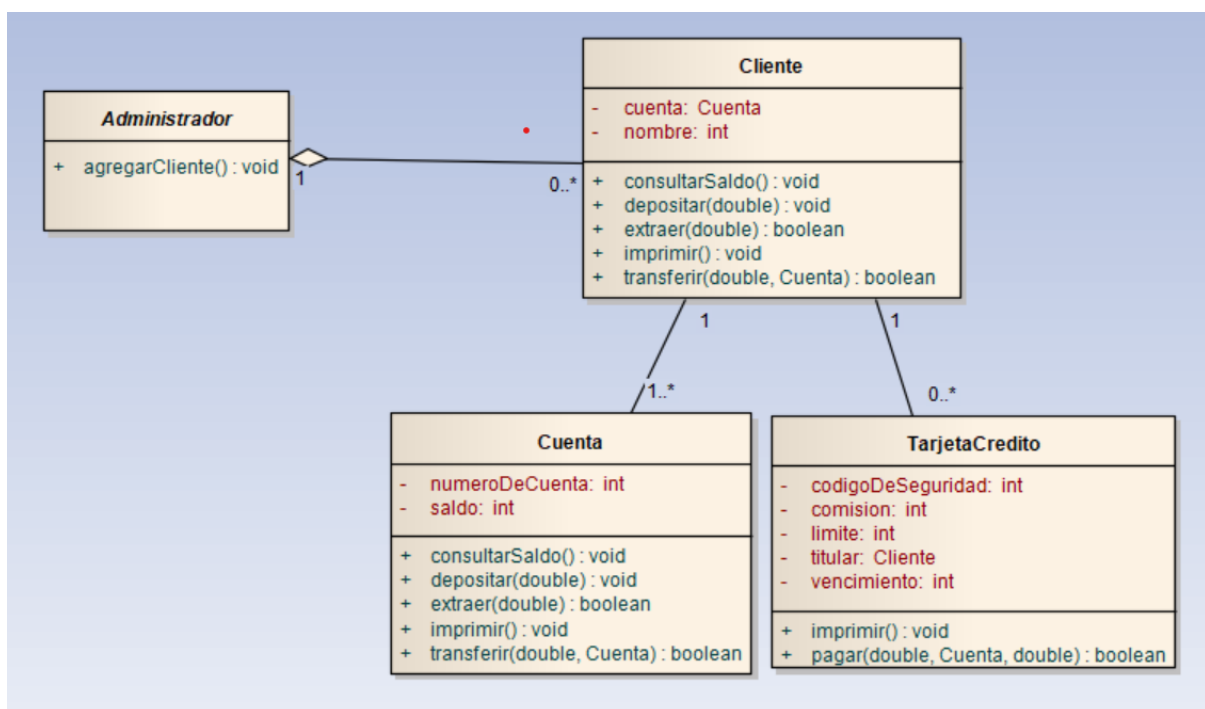 Administrador
+ agregarCliente() : void
1
0..*
Cliente
- cuenta: Cuenta
- nombre: int
+ consultarSaldo() : void
+ depositar(double) : void
+ extraer(double) : boolean
+ imprimir() : void
+ transferir(double, Cuenta) : boolean
1
1
1..*
0..*
Cuenta
- numeroDeCuenta: int
- saldo: int
+ consultarSaldo() : void
+ depositar(double) : void
+ extraer(double) : boolean
+ imprimir() : void
+ transferir(double, Cuenta) : boolean
TarjetaCredito
- codigoDeSeguridad: int
- comision: int
- limite: int
- titular: Cliente
- vencimiento: int
+ imprimir() : void
+ pagar(double, Cuenta, double) : boolean